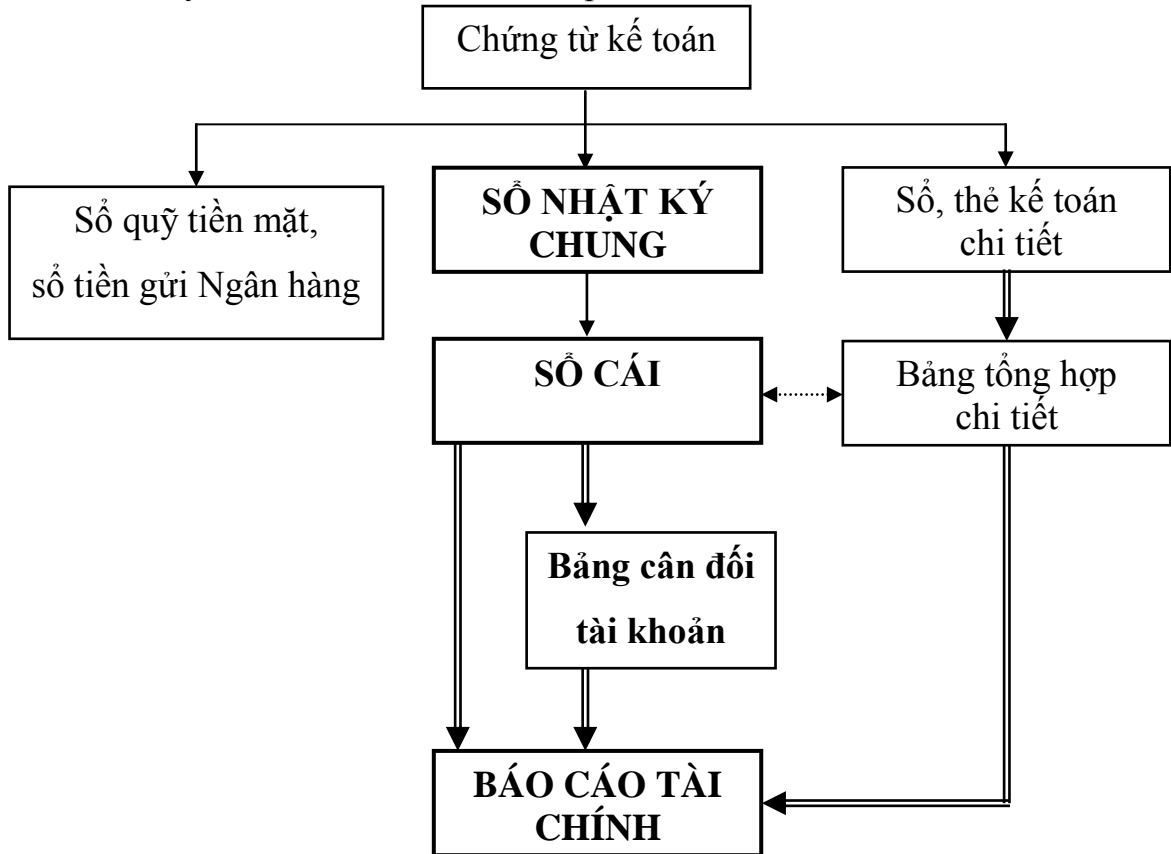 Chứng từ kế toán
Sổ quỹ tiền mặt,
sổ tiền gửi Ngân hàng
SỔ NHẬT KÝ
CHUNG
Sổ, thẻ kế toán
chi tiết
SỔ CÁI
Bảng tổng hợp
chi tiết
Bảng cân đối
tài khoản
BÁO CÁO TÀI
CHÍNH